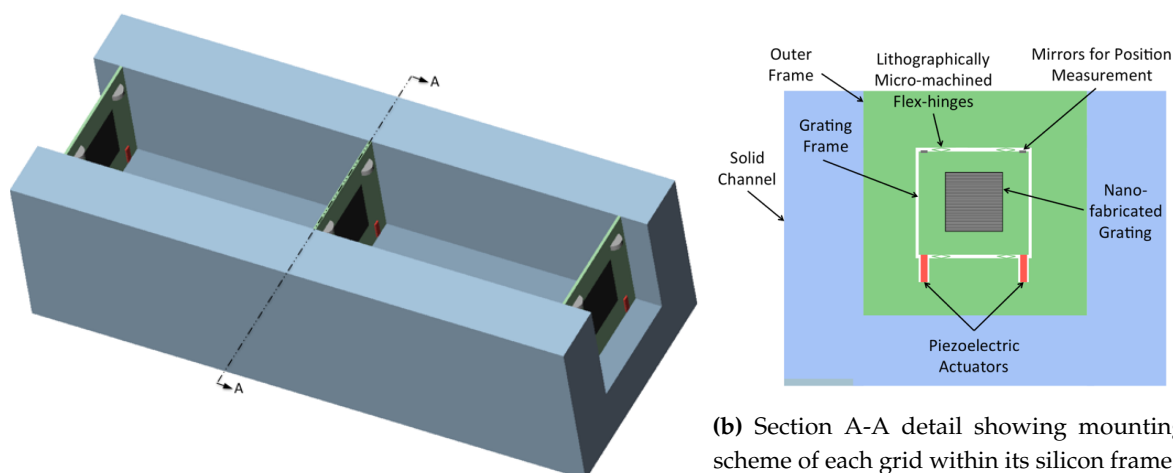 A
A
Outer
Frame
Lithographically
Micro-machined
Flex-hinges
Mirrors for Position
Measurement
Grating
Frame
Solid
Channel
Nano-
fabricated
Grating
Piezoelectric
Actuators
(b) Section A-A detail showing mounting
scheme of each grid within its silicon frame